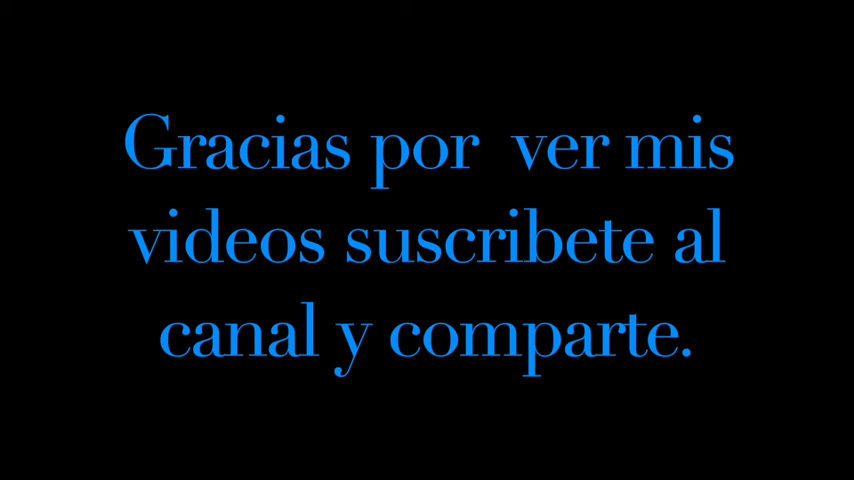 Gracias por  ver mis
videos suscribete al
canal y comparte.